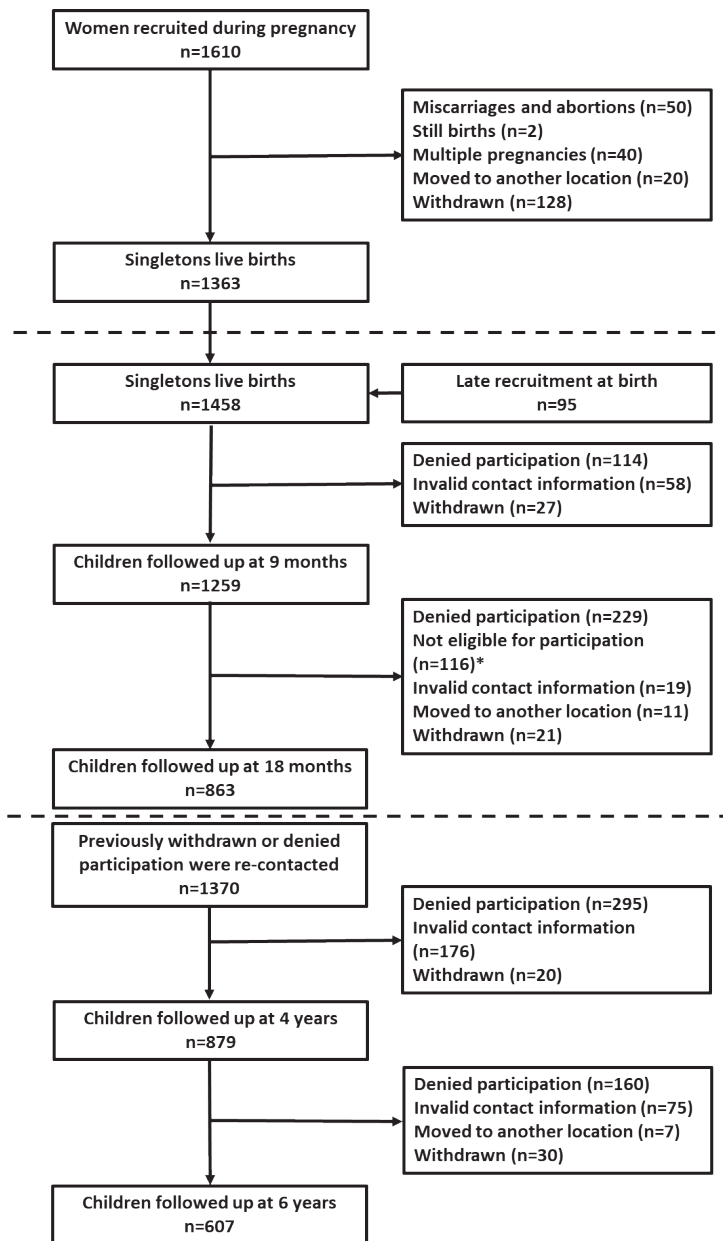 Women recruited during pregnancy
n=1610
Miscarriages and abortions (n=50)
Still births (n=2)
Multiple pregnancies (n=40)
Moved to another location (n=20)
Withdrawn (n=128)
Singletons live births
n=1363
Singletons live births
n=1458
Late recruitment at birth
n=95
Denied participation (n=114)
Invalid contact information (n=58)
Withdrawn (n=27)
Children followed up at 9 months
n=1259
Denied participation (n=229)
Not eligible for participation
(n=116)*
Invalid contact information (n=19)
Moved to another location (n=11)
Withdrawn (n=21)
Children followed up at 18 months
n=863
Previously withdrawn or denied
participation were re-contacted
n=1370
Denied participation (n=295)
Invalid contact information
(n=176)
Withdrawn (n=20)
Children followed up at 4 years
n=879
Denied participation (n=160)
Invalid contact information (n=75)
Moved to another location (n=7)
Withdrawn (n=30)
Children followed up at 6 years
n=607